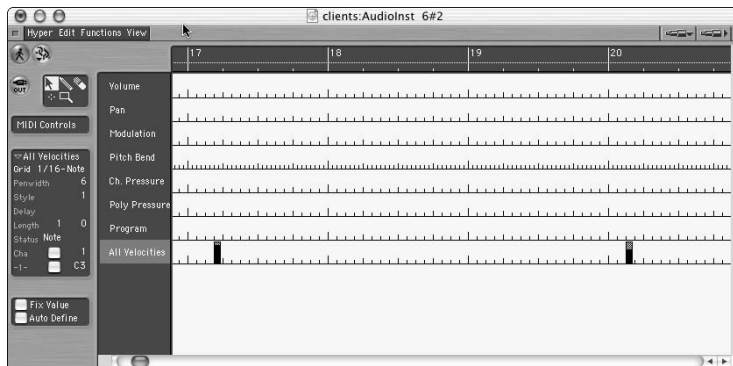 clients:AudioInst 6#2
Hyper Edit Functions View
17 18 19 20
OUT
MIDI Controls
All Velocities
Grid 1/16-Note
Penwidth 6
Style 1
Delay
Length 1 0
Status Note
Cha 1
-1- C3
Fix Value
Auto Define
Volume
Pan
Modulation
Pitch Bend
Ch. Pressure
Poly Pressure
Program
All Velocities